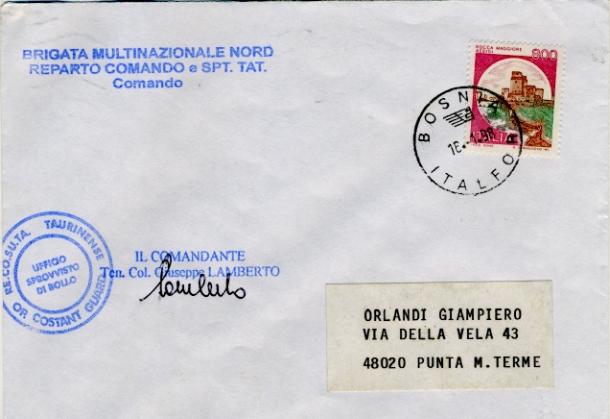 BRIGATA MULTINAZIONALE NORD
REPARTO COMANDO e SPT. TAT.
Comando
ROCCA MAGGIORE
ASSISI
800
BOSNIA
ITALFOR
RE.CO.SU.TA. TAURINENSE
OR COSTANT GUARD
UFFICIO
SPROVVISTO
DI BOLLO
IL COMANDANTE
Ten. Col. Giuseppe LAMBERTO
Lamberto
ORLANDI GIAMPIERO
VIA DELLA VELA 43
48020 PUNTA M.TERME